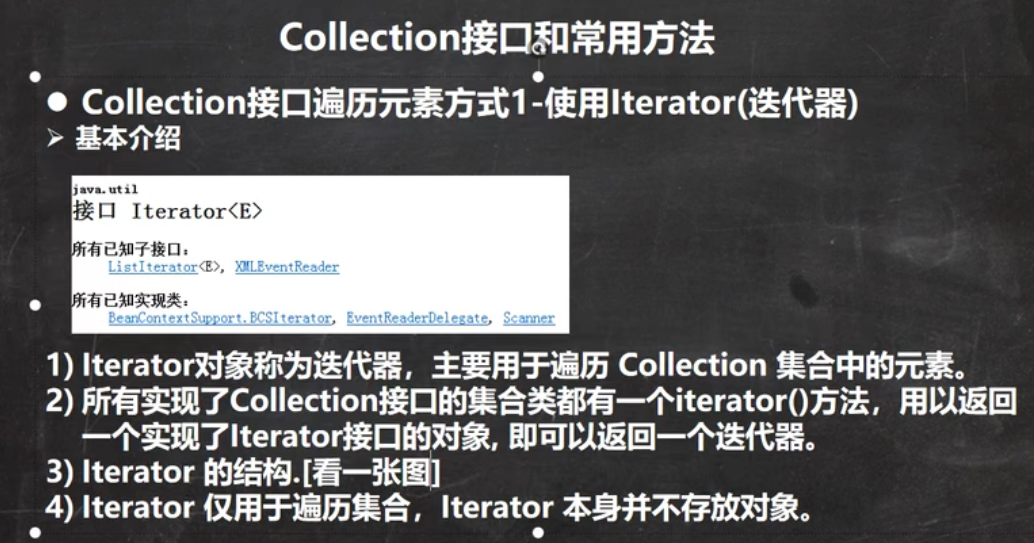 Collection接口和常用方法
● Collection接口遍历元素方式1-使用Iterator(迭代器)
➢ 基本介绍
java.util
接口 Iterator<E>
所有已知子接口：
ListIterator<E>, XMLEventReader
所有已知实现类：
BeanContextSupport.BCSIterator, EventReaderDelegate, Scanner
1) Iterator对象称为迭代器，主要用于遍历 Collection 集合中的元素。
2) 所有实现了Collection接口的集合类都有一个iterator()方法，用以返回
一个实现了Iterator接口的对象, 即可以返回一个迭代器。
3) Iterator 的结构.[看一张图]
4) Iterator 仅用于遍历集合，Iterator 本身并不存放对象。